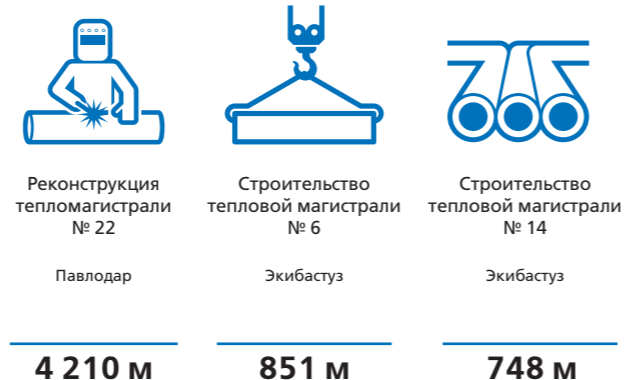 Реконструкция
тепломагистрали
№ 22
Павлодар
4 210 м
Строительство
тепловой магистрали
№ 6
Экибастуз
851 м
Строительство
тепловой магистрали
№ 14
Экибастуз
748 м